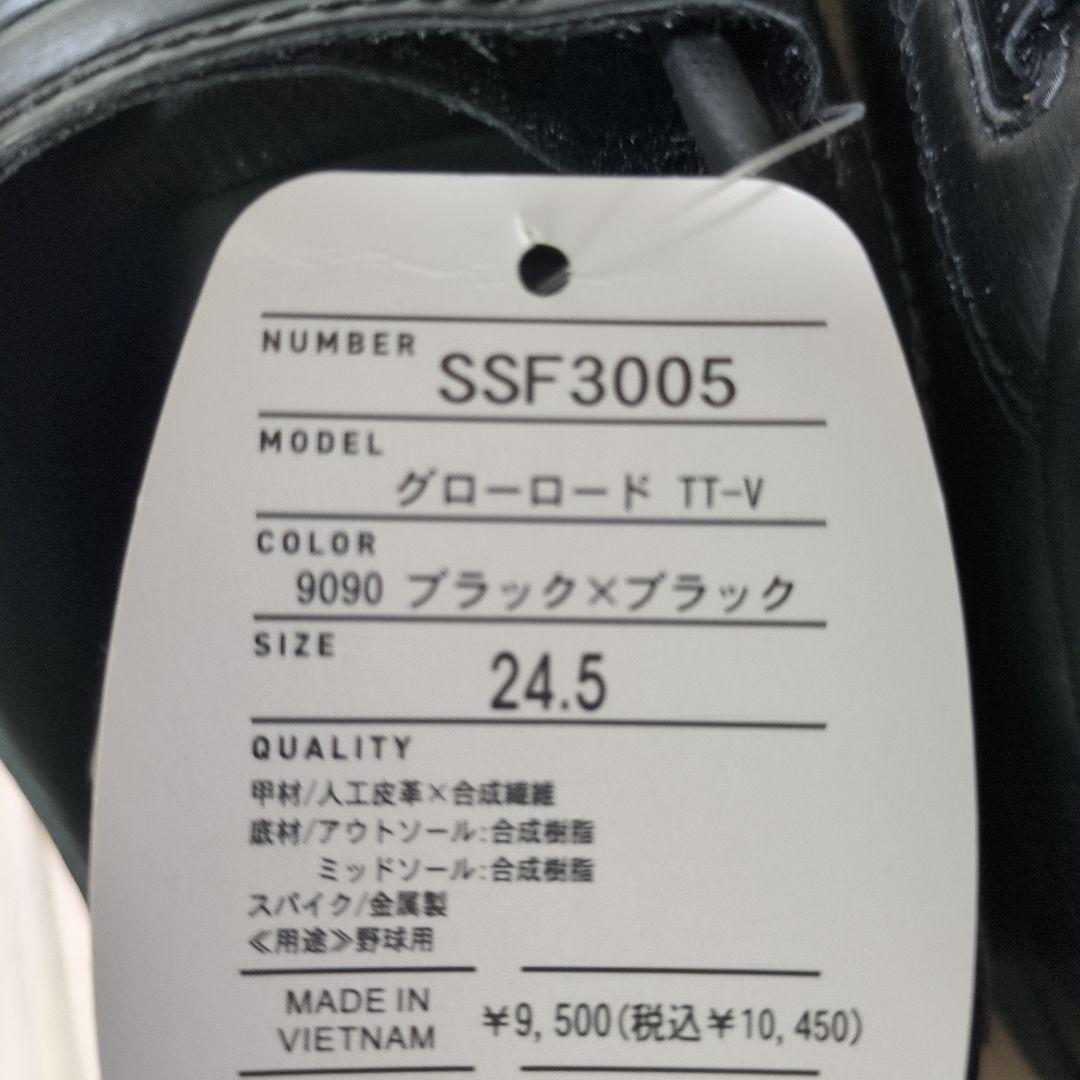 NUMBER
SSF3005
MODEL
グローロード TT-V
COLOR
9090 ブラック×ブラック
SIZE
24.5
QUALITY
甲材/人工皮革×合成繊維
底材/アウトソール:合成樹脂
ミッドソール:合成樹脂
スパイク/金属製
≪用途≫野球用
MADE IN
VIETNAM
¥9,500(税込¥10,450)